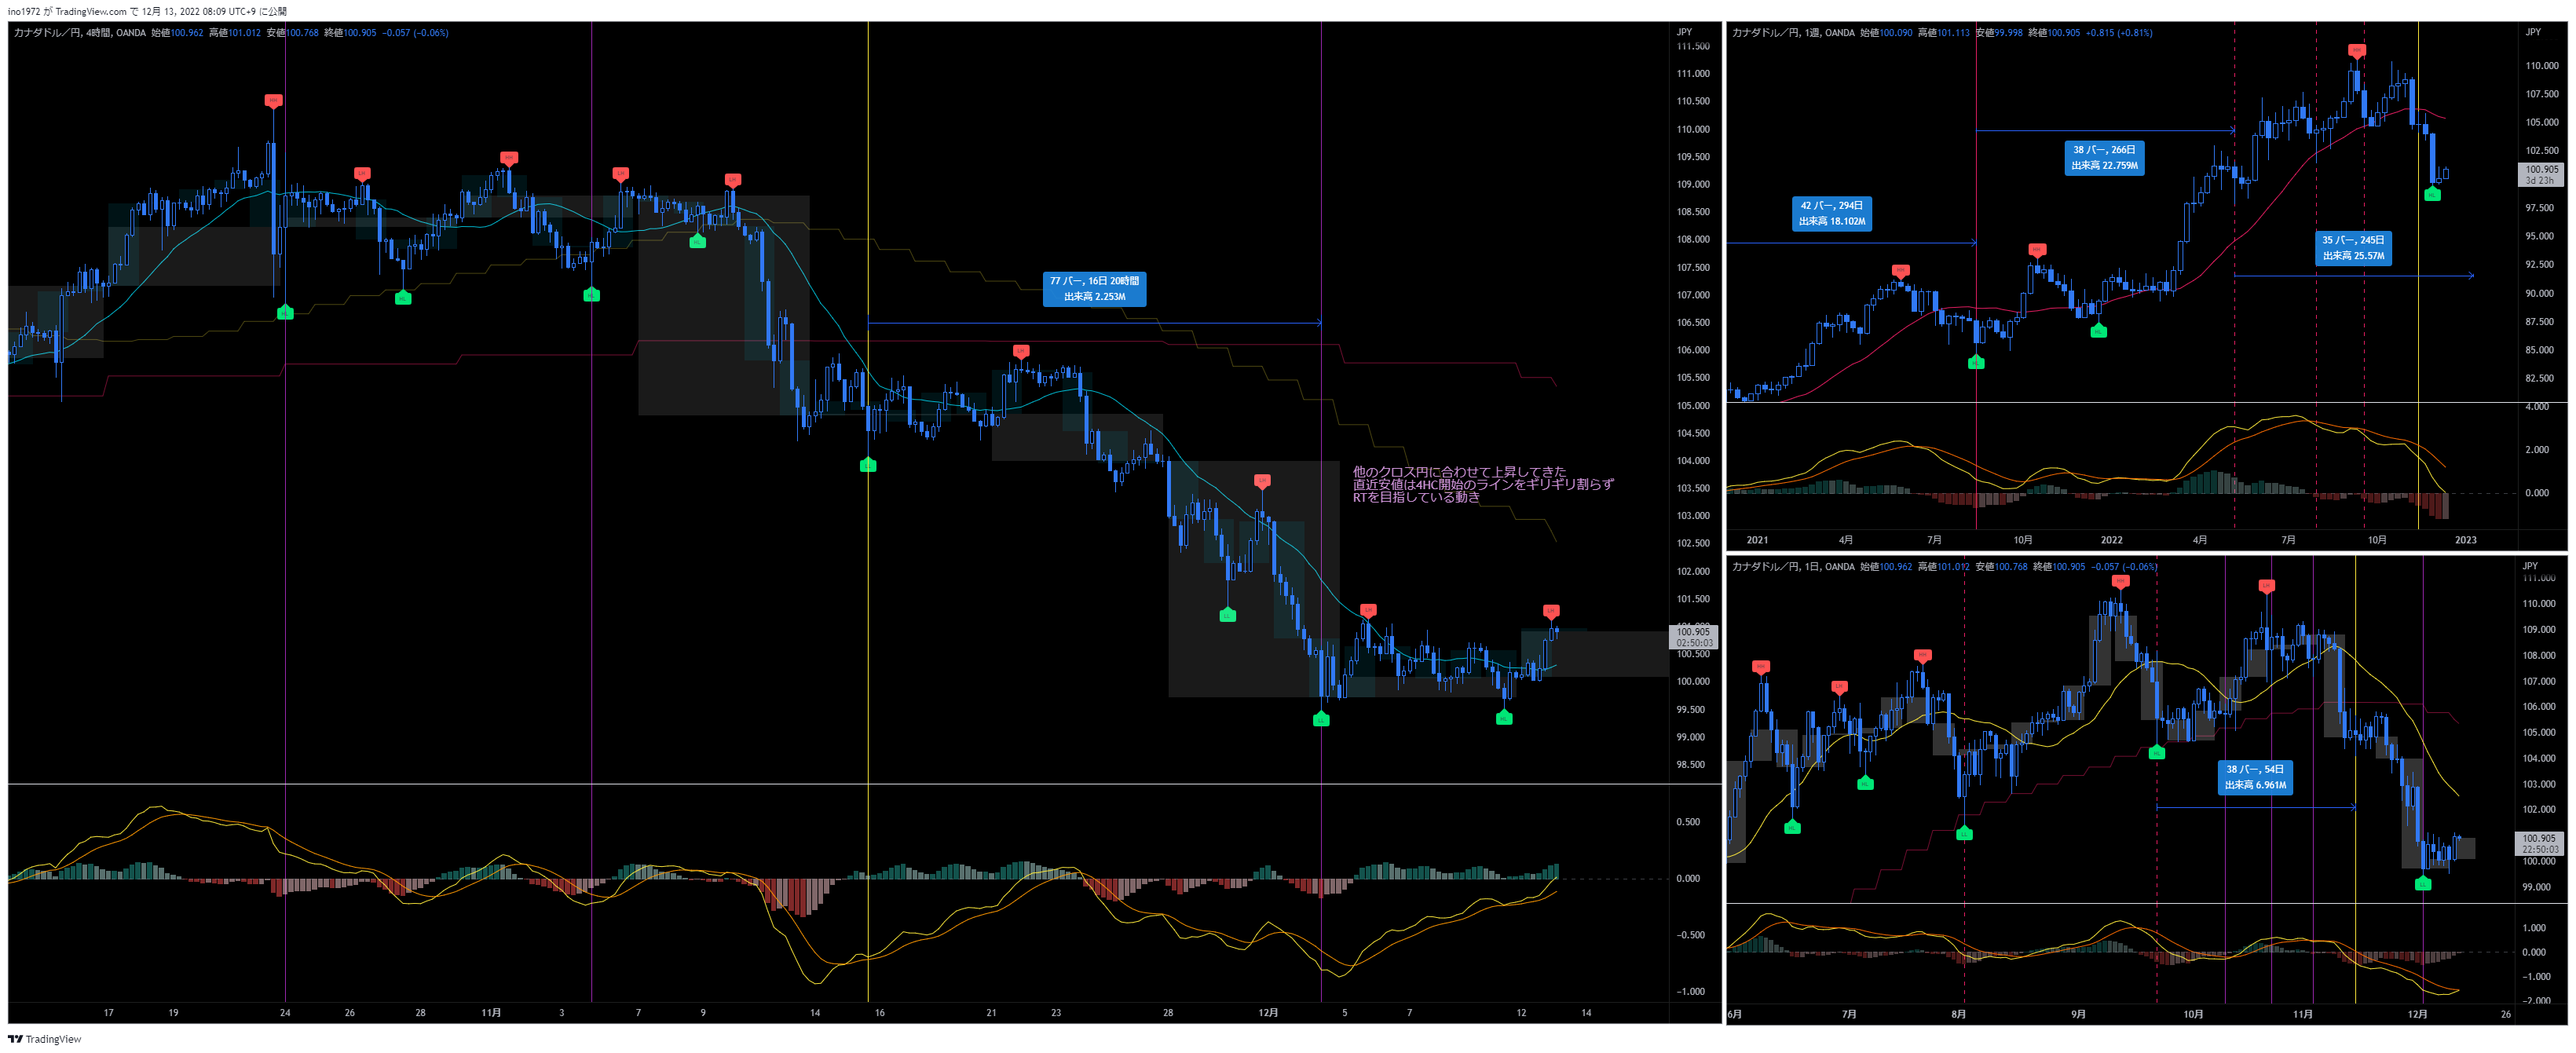 ino1972 が TradingView.com で 12月 13, 2022 08:09 UTC+9 に公開
カナダドル／円, 4時間, OANDA 始値100.962 高値101.012 安値100.768 終値100.905 −0.057 (−0.06%)
JPY
111.500
111.000
110.500
110.000
109.500
109.000
108.500
108.000
107.500
107.000
106.500
106.000
105.500
105.000
104.500
104.000
103.500
103.000
102.500
102.000
101.500
101.000
100.905
02:50:03
100.500
100.000
99.500
99.000
98.500
77 バー, 16日 20時間
出来高 2.253M
他のクロス円に合わせて上昇してきた
直近安値は4HC開始のラインをギリギリ割らず
RTを目指している動き
0.500
0.000
−0.500
−1.000
17 19 24 26 28 11月 3 7 9 14 16 21 23 28 12月 5 7 12 14
カナダドル／円, 1週, OANDA 始値100.090 高値101.113 安値99.998 終値100.905 +0.815 (+0.81%)
JPY
110.000
107.500
105.000
102.500
100.905
3d 23h
97.500
95.000
92.500
90.000
87.500
85.000
82.500
42 バー, 294日
出来高 18.102M
38 バー, 266日
出来高 22.759M
35 バー, 245日
出来高 25.57M
4.000
2.000
0.000
2021 4月 7月 10月 2022 4月 7月 10月 2023
カナダドル／円, 1日, OANDA 始値100.962 高値101.012 安値100.768 終値100.905 −0.057 (−0.06%)
JPY
111.000
110.000
109.000
108.000
107.000
106.000
105.000
104.000
103.000
102.000
100.905
22:50:03
100.000
99.000
38 バー, 54日
出来高 6.961M
1.000
0.000
−1.000
−2.000
6月 7月 8月 9月 10月 11月 12月 26
TradingView